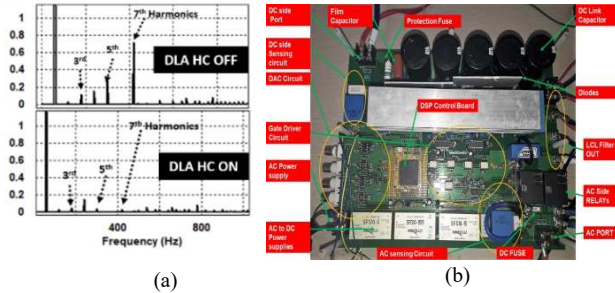 1
0.8
0.6
0.4
0.2
0
7th Harmonics
5th
3rd
DLA HC OFF
1
0.8
0.6
0.4
0.2
0
7th Harmonics
5th
3rd
DLA HC ON
400
800
Frequency (Hz)
(a)
DC side
Port
Film
Capacitor
Protection Fuse
DC Link
Capacitor
DC side
Sensing
circuit
DAC Circuit
Diodes
DSP Control Board
Gate Driver
Circuit
LCL Filter
OUT
AC Power
supply
AC Side
RELAYs
AC to DC
Power
supplies
AC sensing Circuit
DC FUSE
AC PORT
(b)